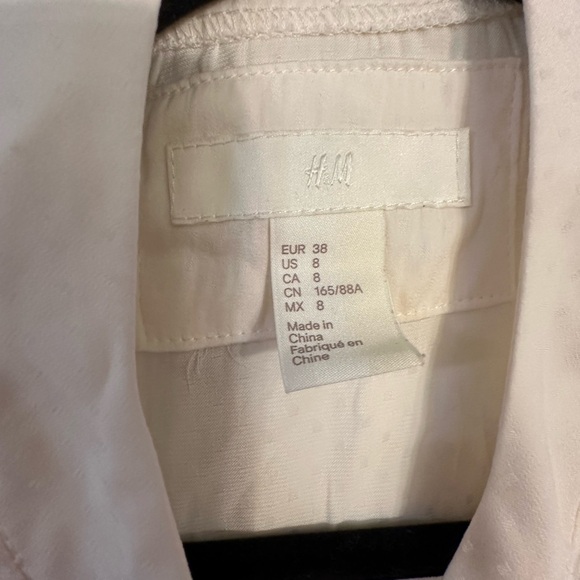 H&M
EUR 38
US 8
CA 8
CN 165/88A
MX 8
Made in
China
Fabriqué en
Chine